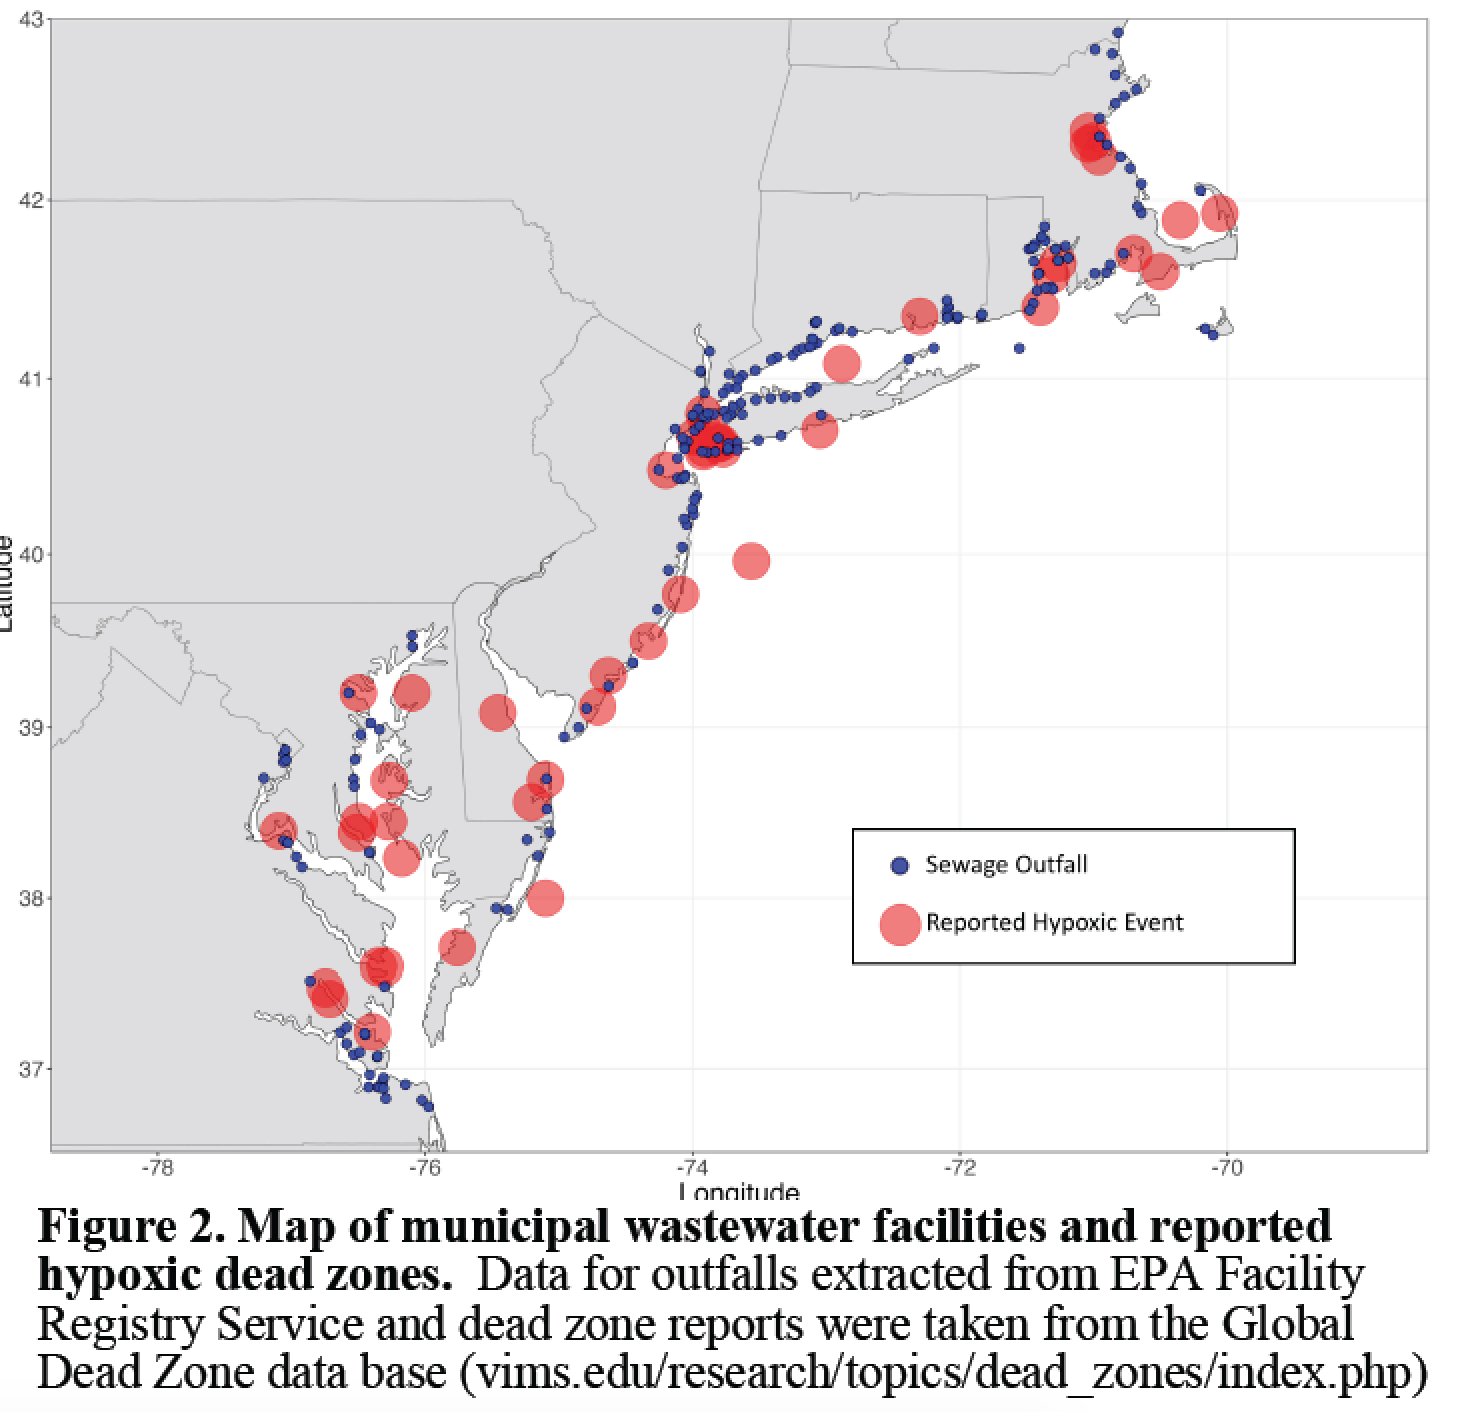 43
42
41
40
39
38
37
Latitude
-78
-76
-74
-72
-70
Longitude
Sewage Outfall
Reported Hypoxic Event
Figure 2. Map of municipal wastewater facilities and reported
hypoxic dead zones. Data for outfalls extracted from EPA Facility
Registry Service and dead zone reports were taken from the Global
Dead Zone data base (vims.edu/research/topics/dead_zones/index.php)